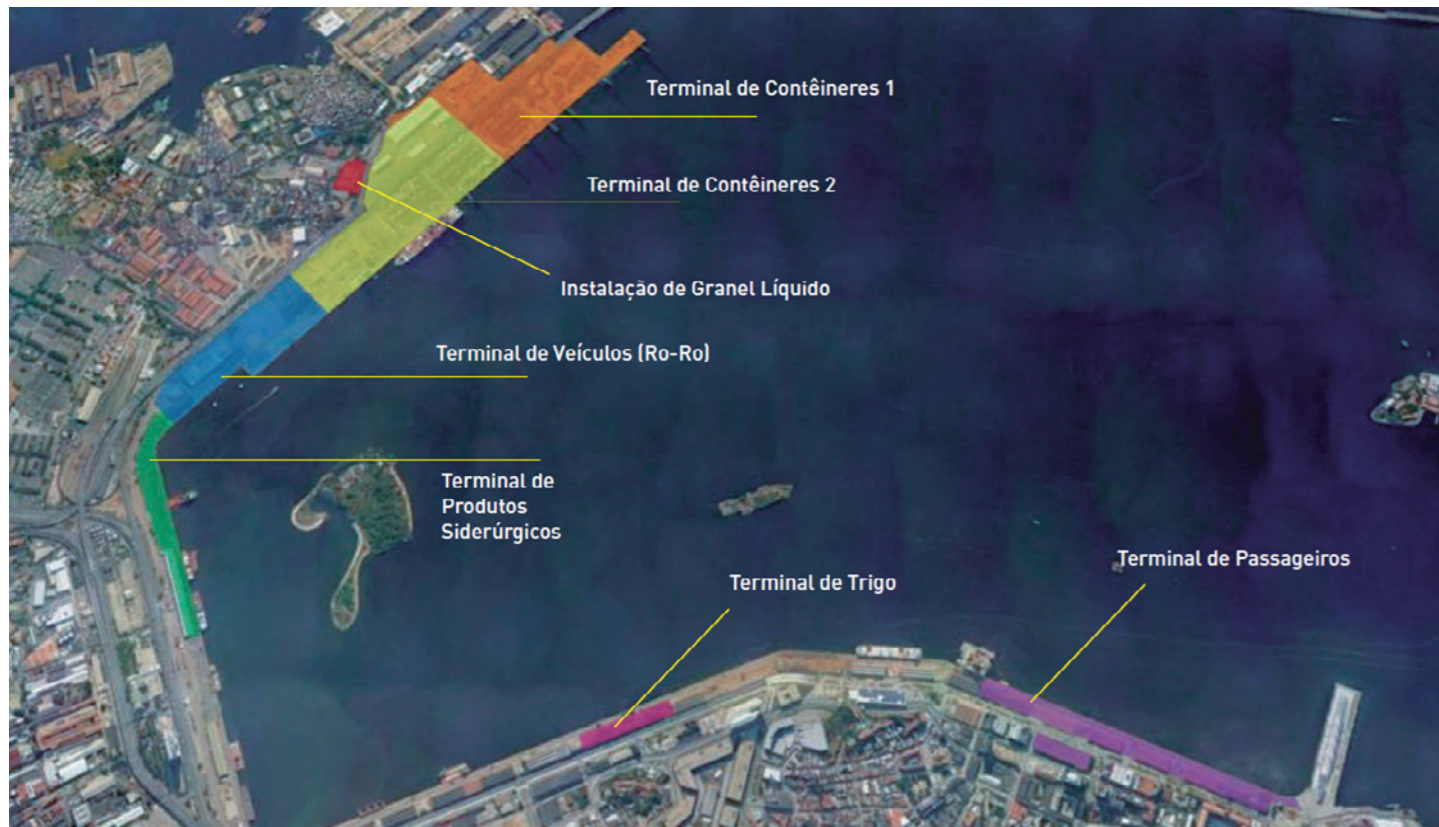 Terminal de Contêineres 1
Terminal de Contêineres 2
Instalação de Granel Líquido
Terminal de Veículos (Ro-Ro)
Terminal de
Produtos
Siderúrgicos
Terminal de Passageiros
Terminal de Trigo